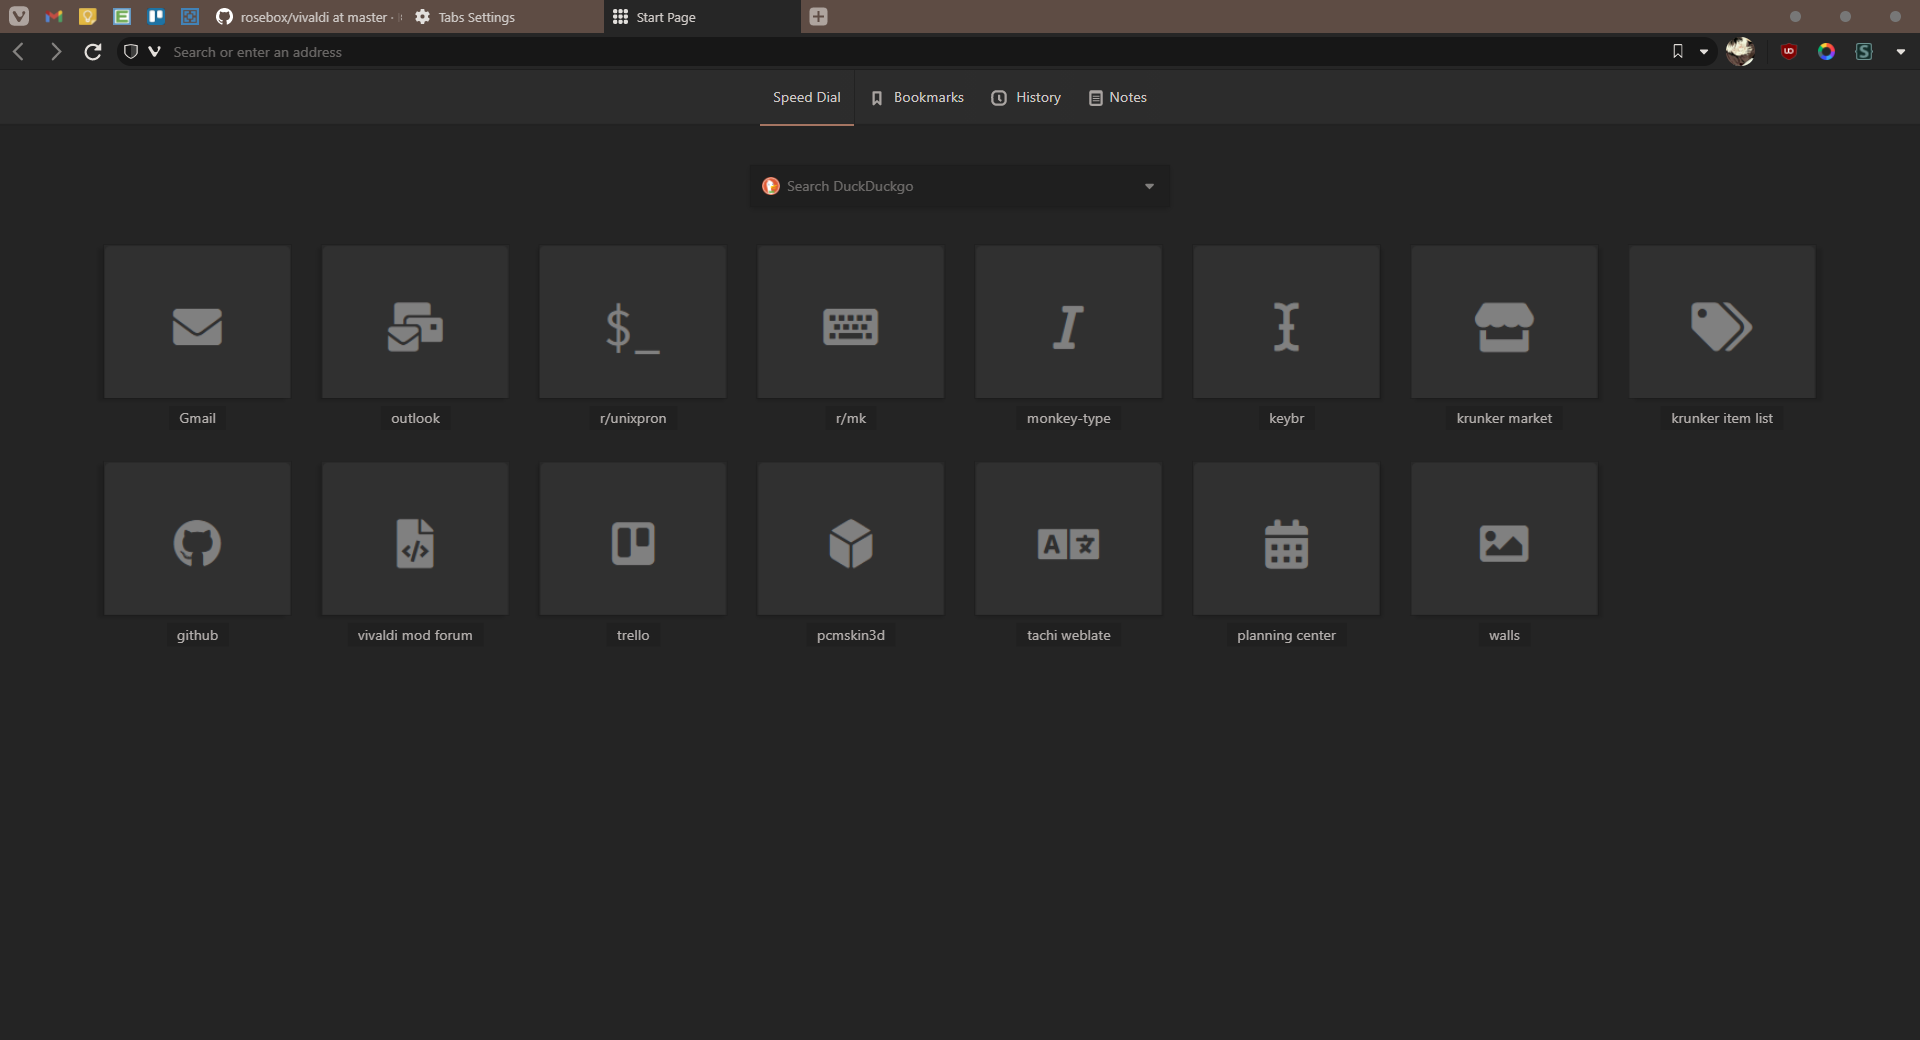 rosebox/vivaldi at master ·
Tabs Settings
Start Page
Search or enter an address
Speed Dial
Bookmarks
History
Notes
Search DuckDuckgo
$_
I
Gmail
outlook
r/unixpron
r/mk
monkey-type
keybr
krunker market
krunker item list
</>
A 文
github
vivaldi mod forum
trello
pcmskin3d
tachi weblate
planning center
walls